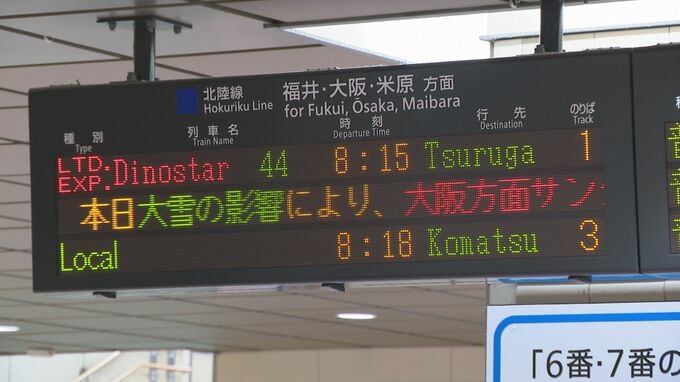 北陸線
Hokuriku Line
福井・大阪・米原 方面
for Fukui, Ōsaka, Maibara
種別
Type
列車名
Train Name
時刻
Departure Time
行先
Destination
のりば
Track
LTD. EXP. Dinostar 44 8:15 Tsuruga 1
本日大雪の影響により、大阪方面サン
Local 8:18 Komatsu 3
「6番・7番の